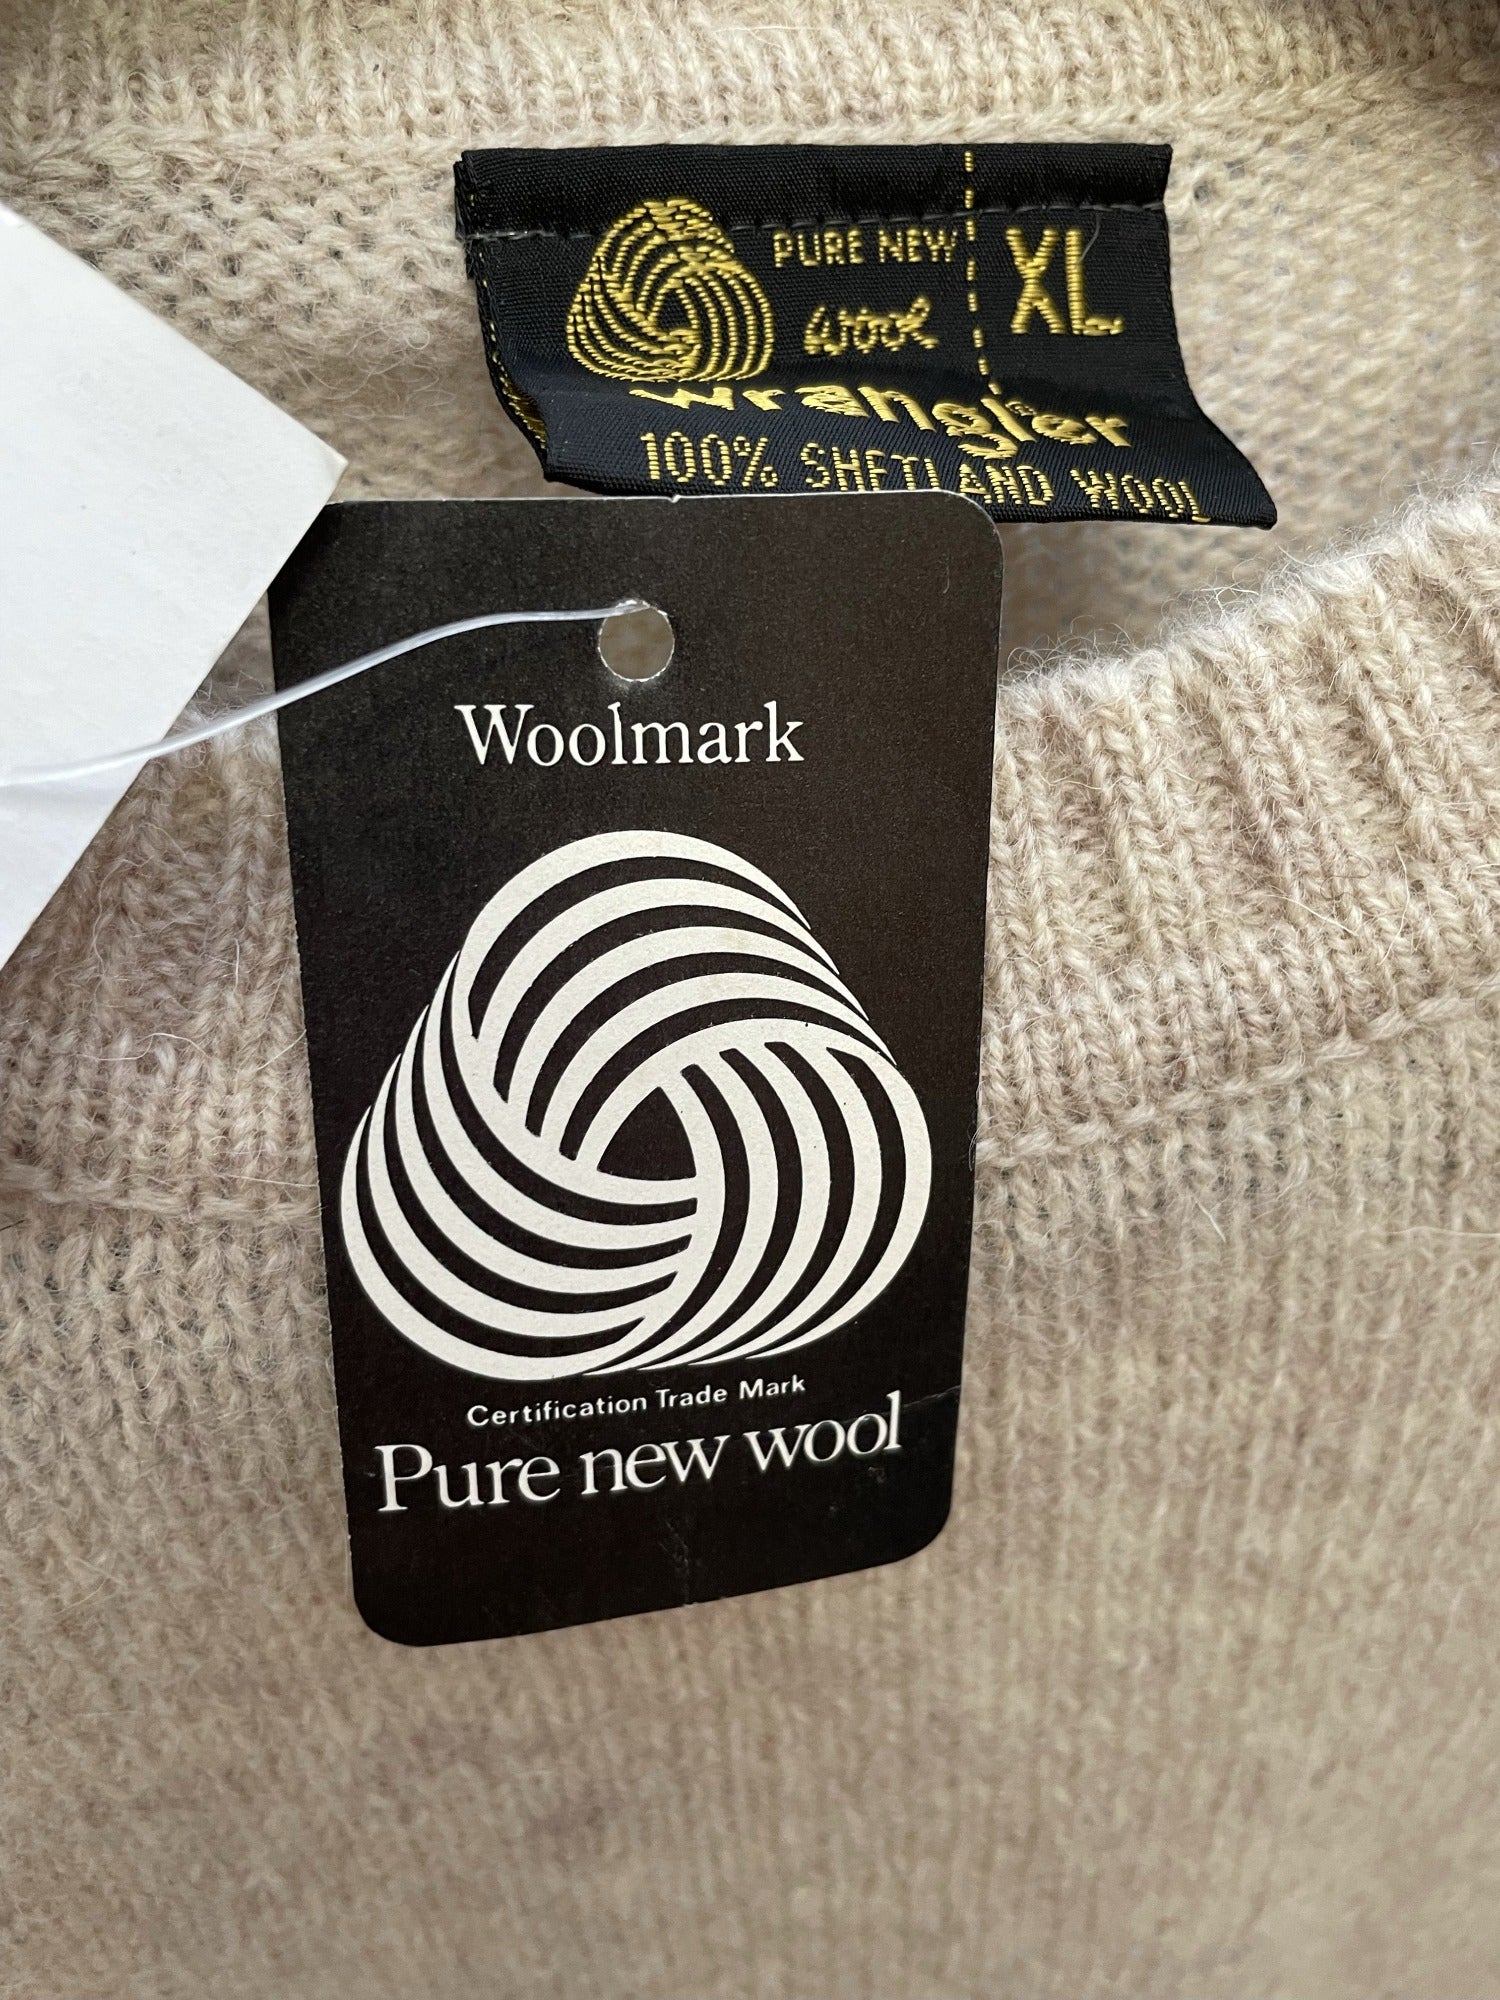 PURE NEW
wool
XL
wrangler
100% SHETLAND WOOL
Woolmark
Certification Trade Mark
Pure new wool